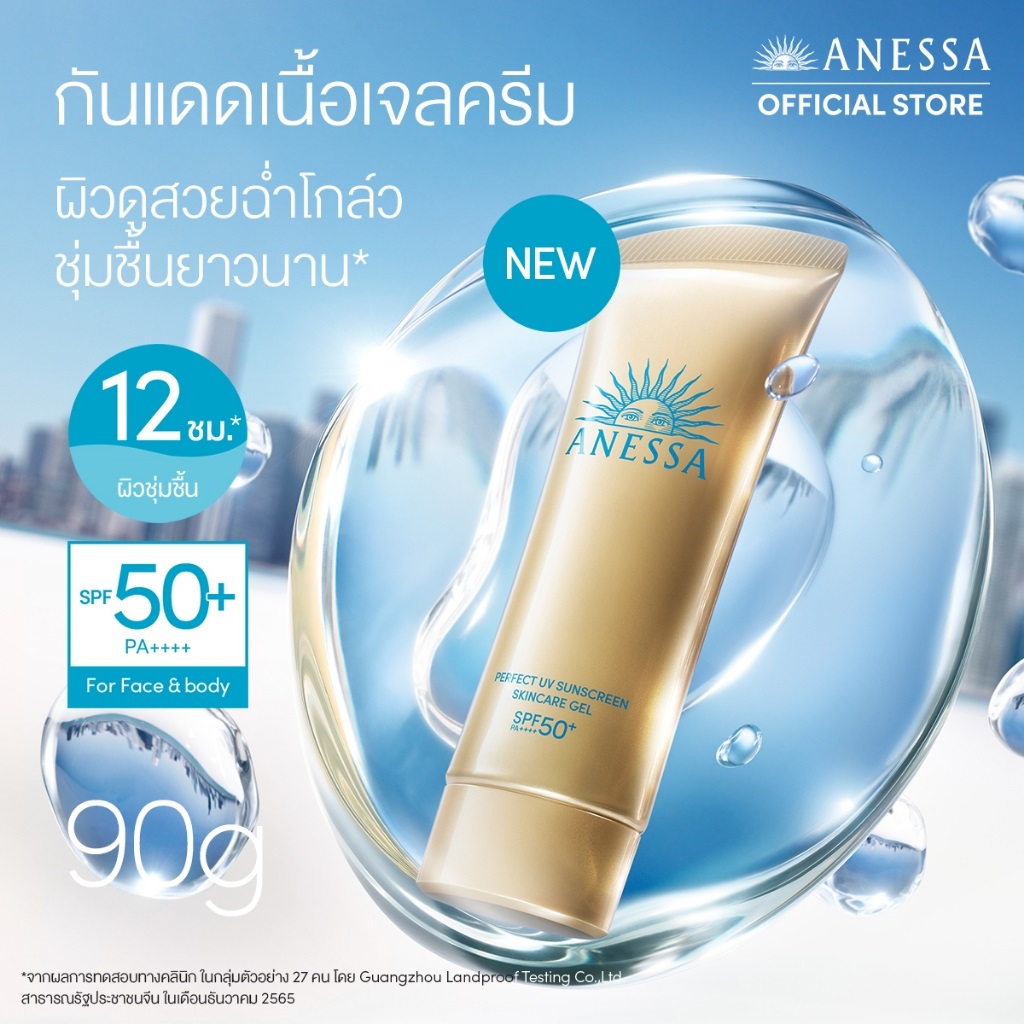 ANESSA
OFFICIAL STORE
กันแดดเนื้อเจลครีม
ผิวดูสวยฉ่ำโกล์ว
ชุ่มชื้นยาวนาน*
NEW
12 ชม.*
ผิวชุ่มชื้น
SPF 50+
PA++++
For Face & body
90g
ANESSA
PERFECT UV SUNSCREEN
SKINCARE GEL
SPF 50+
PA++++
*จากผลการทดสอบทางคลินิก ในกลุ่มตัวอย่าง 27 คน โดย Guangzhou Landproof Testing Co.,Ltd
สาธารณรัฐประชาชนจีน ในเดือนธันวาคม 2565